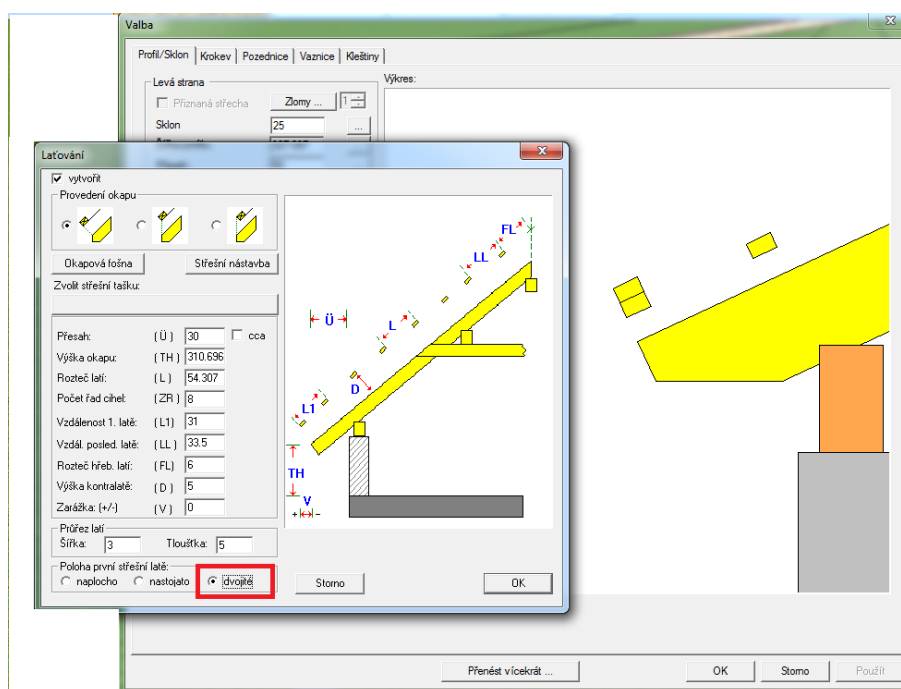 Valba
Profil/Sklon Krokev Pozednice Vaznice Kleštiny
Levá strana
Výkres:
Přiznaná střecha Zlomy ... 1
Sklon 25 ...
Laťování
vytvořit
Provedení okapu
Okapová fošna Střešní nástavba
Zvolit střešní tašku:
Přesah: (Ü) 30 cca
Výška okapu: (TH) 310.696
Rozteč latí: (L) 54.307
Počet řad cihel: (ZR) 8
Vzdálenost 1. latě: (L1) 31
Vzdál. posled. latě: (LL) 33.5
Rozteč hřeb. latí: (FL) 6
Výška kontralatě: (D) 5
Zarážka: (+/-) (V) 0
Průřez latí
Šířka: 3 Tloušťka: 5
Poloha první střešní latě:
naplocho nastojato dvojitě
FL
LL
Ü
L
D
L1
TH
V
+ -
Storno OK
Přenést vícekrát ... OK Storno Použít